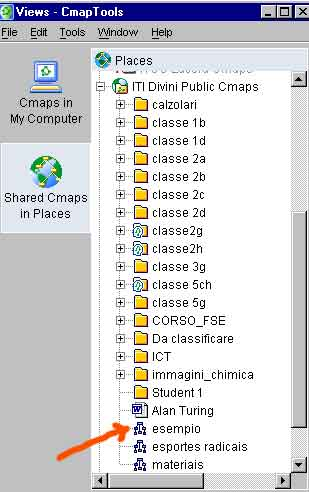 Views - CmapTools
File Edit Tools Window Help
Cmaps in
My Computer
Shared Cmaps
in Places
Places
ITI Divini Public Cmaps
calzolari
classe 1b
classe 1d
classe 2a
classe 2b
classe 2c
classe 2d
classe2g
classe2h
classe 3g
classe 5ch
classe 5g
CORSO_FSE
Da classificare
ICT
immagini_chimica
Student 1
Alan Turing
esempio
esportes radicais
materiais